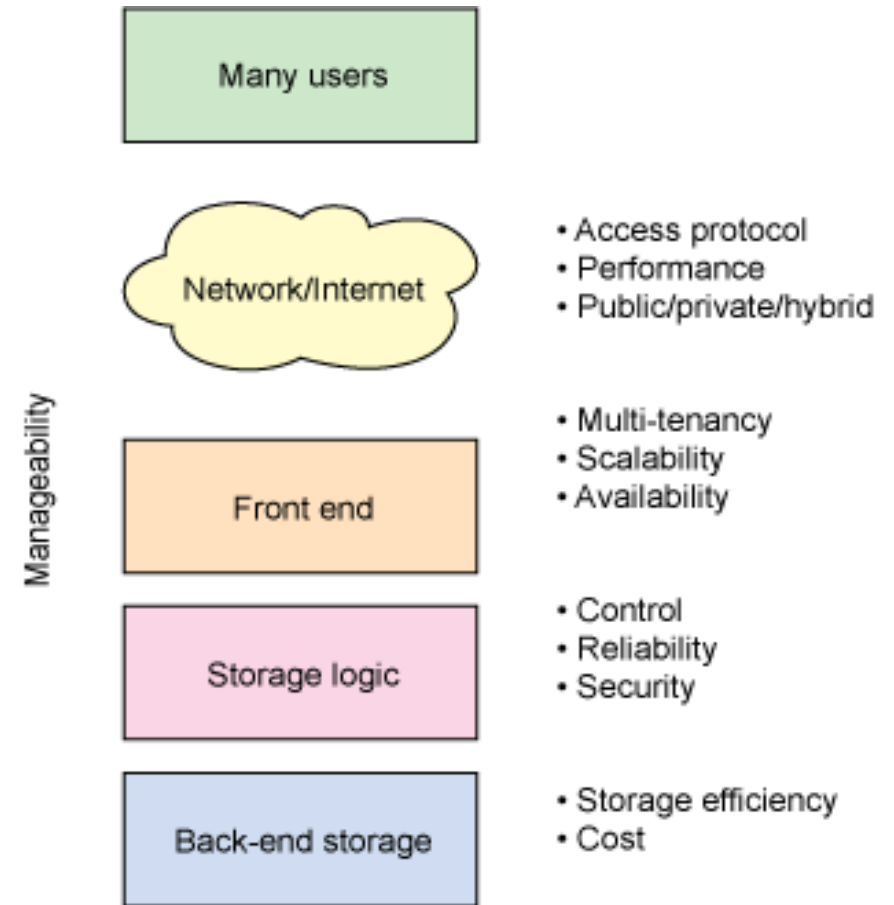 Many users
Network/Internet
• Access protocol
• Performance
• Public/private/hybrid
Manageability
Front end
• Multi-tenancy
• Scalability
• Availability
Storage logic
• Control
• Reliability
• Security
Back-end storage
• Storage efficiency
• Cost